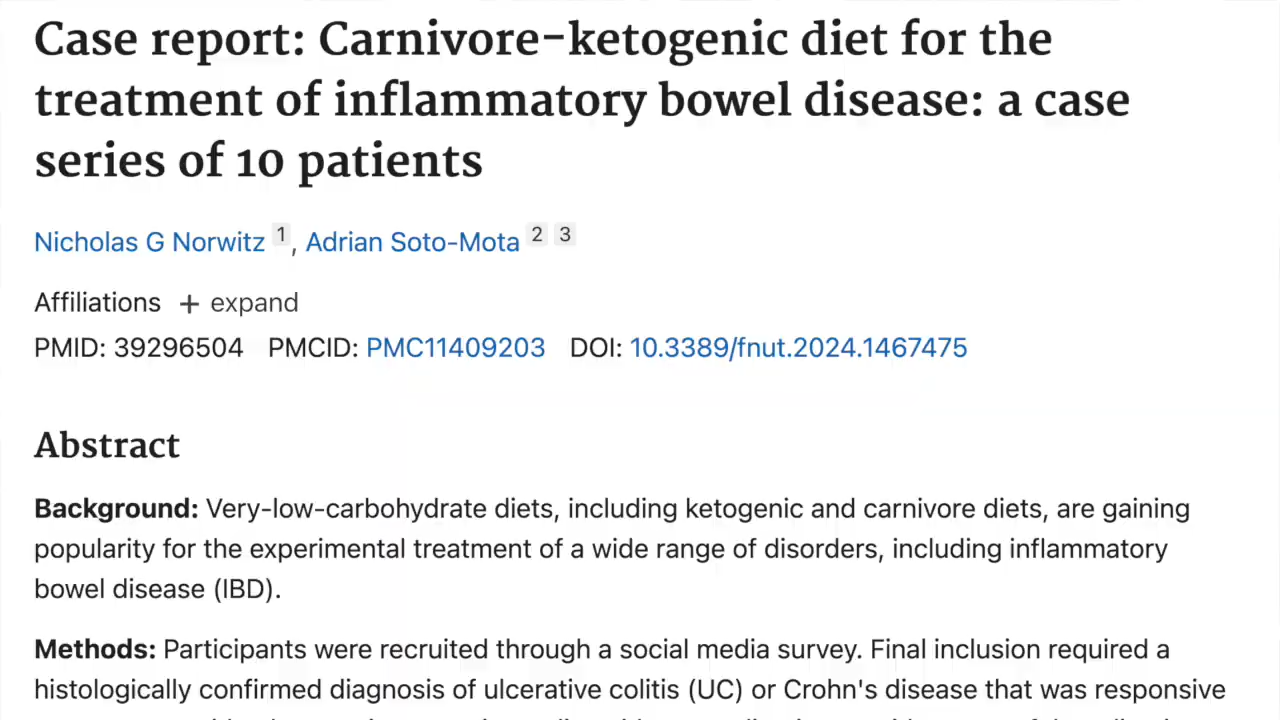 Case report: Carnivore-ketogenic diet for the
treatment of inflammatory bowel disease: a case
series of 10 patients
Nicholas G Norwitz 1, Adrian Soto-Mota 2 3
Affiliations + expand
PMID: 39296504 PMCID: PMC11409203 DOI: 10.3389/fnut.2024.1467475
Abstract
Background: Very-low-carbohydrate diets, including ketogenic and carnivore diets, are gaining
popularity for the experimental treatment of a wide range of disorders, including inflammatory
bowel disease (IBD).
Methods: Participants were recruited through a social media survey. Final inclusion required a
histologically confirmed diagnosis of ulcerative colitis (UC) or Crohn's disease that was responsive